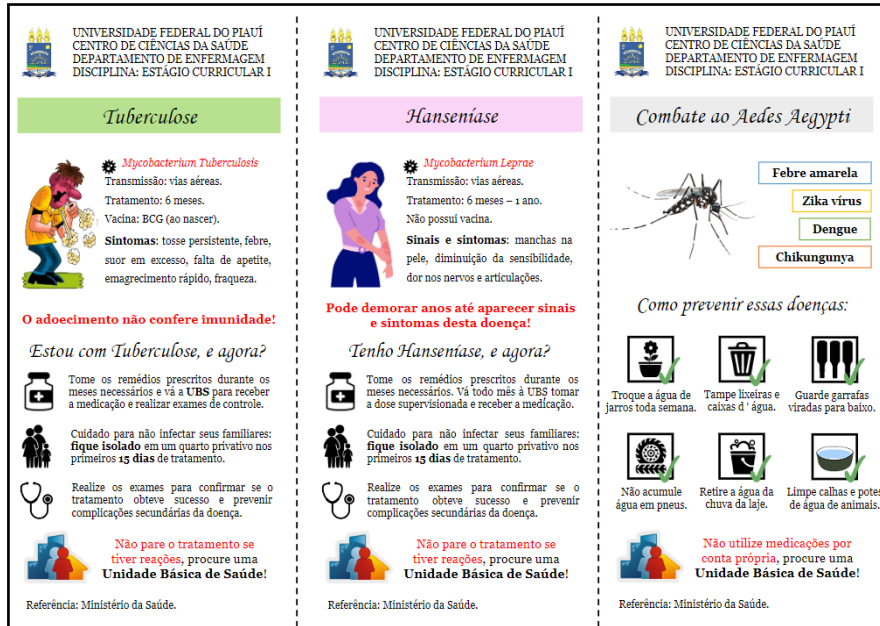 UNIVERSIDADE FEDERAL DO PIAUÍ
CENTRO DE CIÊNCIAS DA SAÚDE
DEPARTAMENTO DE ENFERMAGEM
DISCIPLINA: ESTÁGIO CURRICULAR I
Tuberculose
Mycobacterium Tuberculosis
Transmissão: vias aéreas.
Tratamento: 6 meses.
Vacina: BCG (ao nascer).
Sintomas: tosse persistente, febre,
suor em excesso, falta de apetite,
emagrecimento rápido, fraqueza.
O adoecimento não confere imunidade!
Estou com Tuberculose, e agora?
Tome os remédios prescritos durante os
meses necessários e vá a UBS para receber
a medicação e realizar exames de controle.
Cuidado para não infectar seus familiares:
fique isolado em um quarto privativo nos
primeiros 15 dias de tratamento.
Realize os exames para confirmar se o
tratamento obteve sucesso e prevenir
complicações secundárias da doença.
Não pare o tratamento se
tiver reações, procure uma
Unidade Básica de Saúde!
Referência: Ministério da Saúde.
UNIVERSIDADE FEDERAL DO PIAUÍ
CENTRO DE CIÊNCIAS DA SAÚDE
DEPARTAMENTO DE ENFERMAGEM
DISCIPLINA: ESTÁGIO CURRICULAR I
Hanseníase
Mycobacterium Leprae
Transmissão: vias aéreas.
Tratamento: 6 meses – 1 ano.
Não possui vacina.
Sinais e sintomas: manchas na
pele, diminuição da sensibilidade,
dor nos nervos e articulações.
Pode demorar anos até aparecer sinais
e sintomas desta doença!
Tenho Hanseníase, e agora?
Tome os remédios prescritos durante os
meses necessários. Vá todo mês à UBS tomar
a dose supervisionada e receber a medicação.
Cuidado para não infectar seus familiares:
fique isolado em um quarto privativo nos
primeiros 15 dias de tratamento.
Realize os exames para confirmar se o
tratamento obteve sucesso e prevenir
complicações secundárias da doença.
Não pare o tratamento se
tiver reações, procure uma
Unidade Básica de Saúde!
Referência: Ministério da Saúde.
UNIVERSIDADE FEDERAL DO PIAUÍ
CENTRO DE CIÊNCIAS DA SAÚDE
DEPARTAMENTO DE ENFERMAGEM
DISCIPLINA: ESTÁGIO CURRICULAR I
Combate ao Aedes Aegypti
Febre amarela
Zika vírus
Dengue
Chikungunya
Como prevenir essas doenças:
Troque a água de
jarros toda semana.
Tampe lixeiras e
caixas d ' água.
Guarde garrafas
viradas para baixo.
Não acumule
água em pneus.
Retire a água da
chuva da laje.
Limpe calhas e potes
de água de animais.
Não utilize medicações por
conta própria, procure uma
Unidade Básica de Saúde!
Referência: Ministério da Saúde.